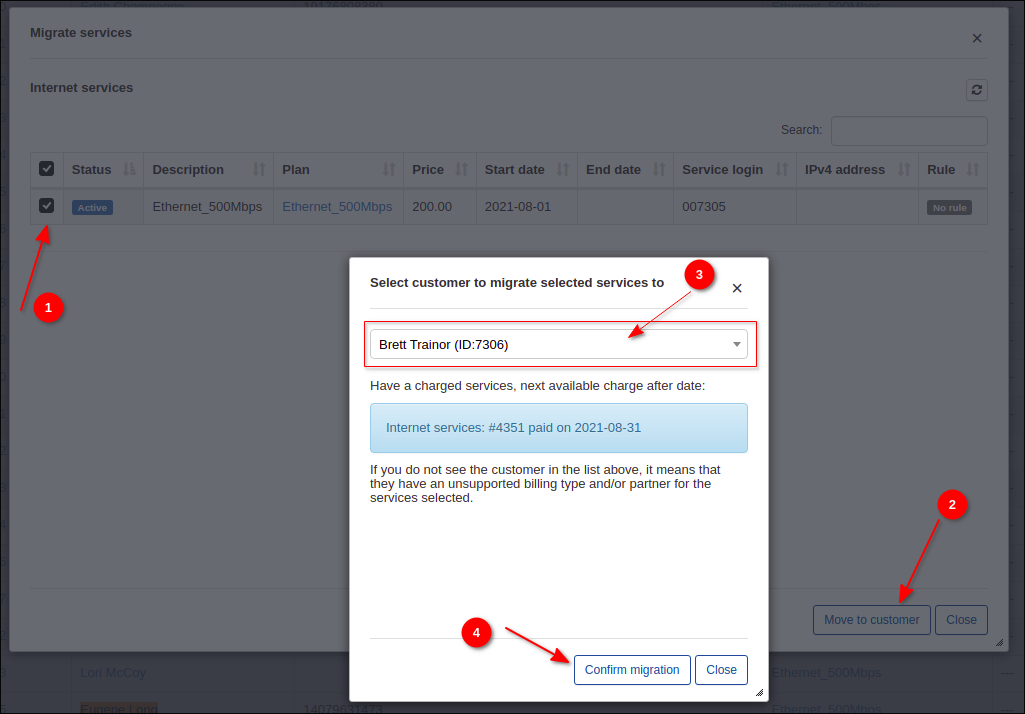 Edith Champagne 19176808380 Ethernet_500Mbps
Migrate services
Internet services
Search:
Status Description Plan Price Start date End date Service login IPv4 address Rule
Active Ethernet_500Mbps Ethernet_500Mbps 200.00 2021-08-01 007305 No rule
1
Select customer to migrate selected services to
3
Brett Trainor (ID:7306)
Have a charged services, next available charge after date:
Internet services: #4351 paid on 2021-08-31
If you do not see the customer in the list above, it means that
they have an unsupported billing type and/or partner for the
services selected.
2
Move to customer Close
4
Confirm migration Close
Lori McCoy Ethernet_500Mbps ---
Eugene Long 14079631473 Ethernet_500Mbps ---